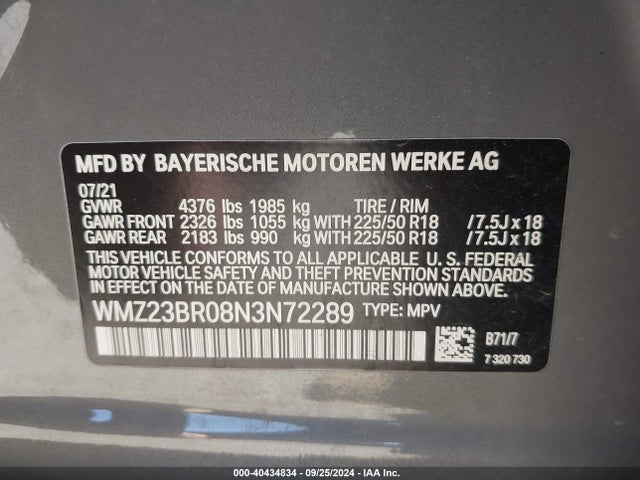 MFD BY BAYERISCHE MOTOREN WERKE AG
07/21
GVWR 4376 lbs 1985 kg TIRE / RIM
GAWR FRONT 2326 lbs 1055 kg WITH 225/50 R18 /7.5J x 18
GAWR REAR 2183 lbs 990 kg WITH 225/50 R18 /7.5J x 18
THIS VEHICLE CONFORMS TO ALL APPLICABLE U. S. FEDERAL
MOTOR VEHICLE SAFETY AND THEFT PREVENTION STANDARDS
IN EFFECT ON THE DATE OF MANUFACTURE SHOWN ABOVE.
WMZ23BR08N3N72289 TYPE: MPV
B71/7
7 320 730
000-40434834 - 09/25/2024 - IAA Inc.